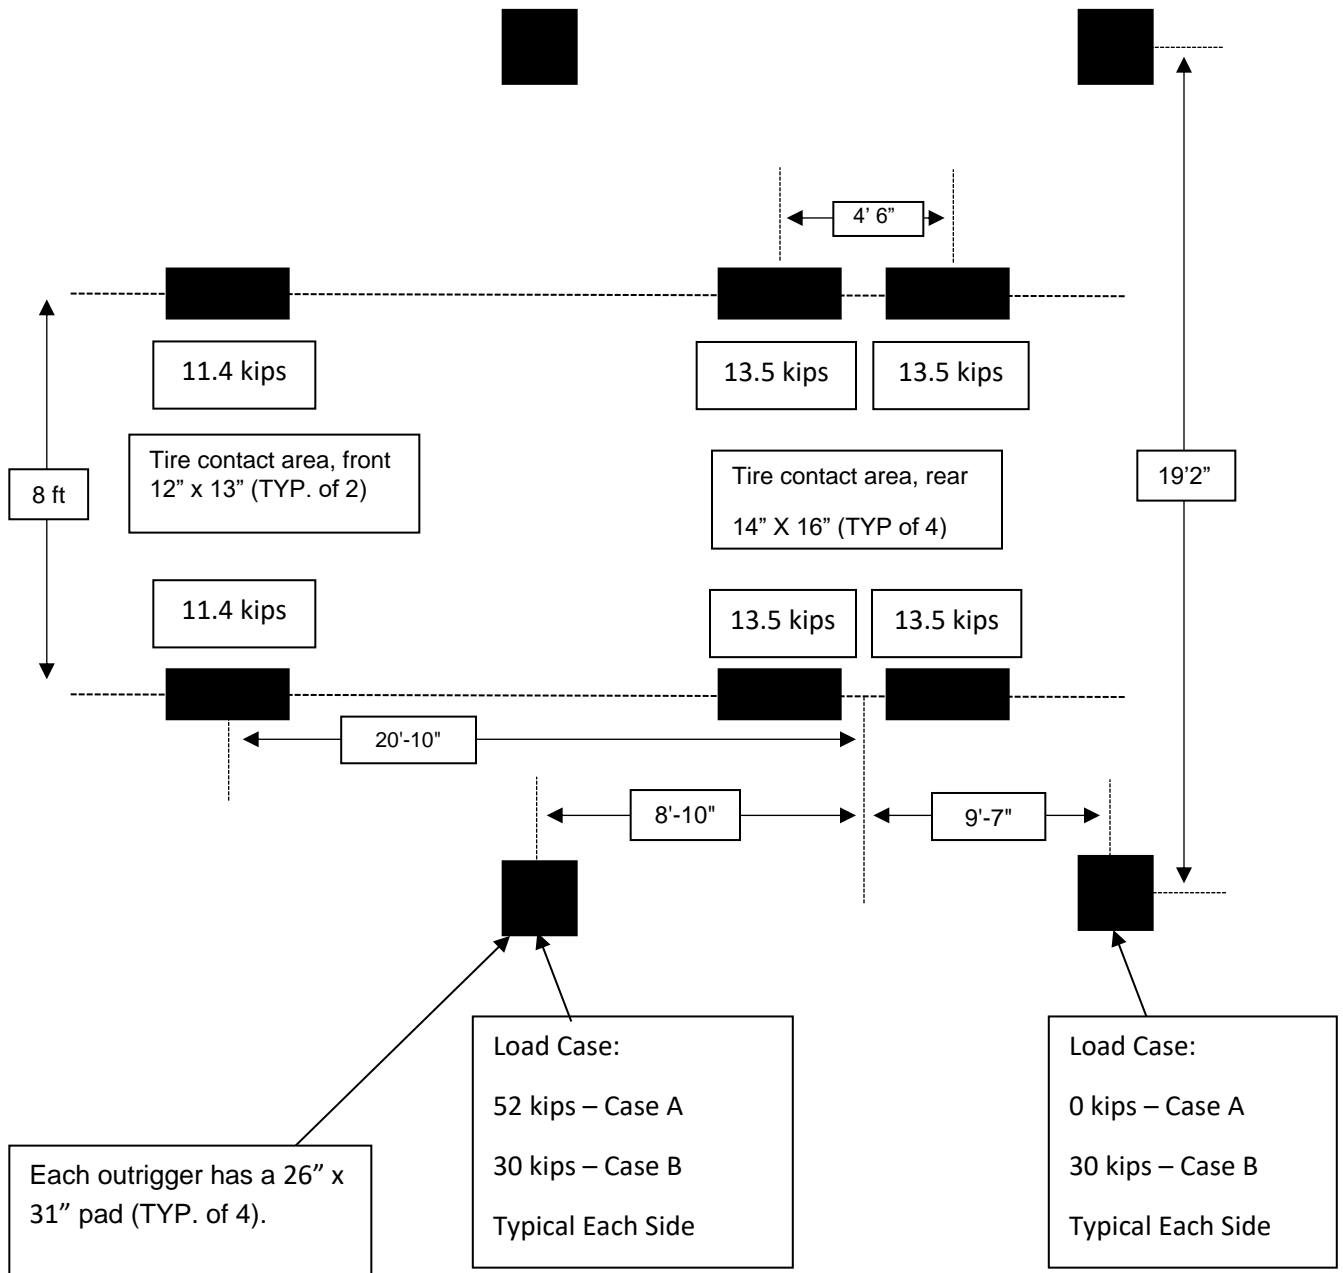 4' 6”
11.4 kips
13.5 kips
13.5 kips
Tire contact area, front
12” x 13” (TYP. of 2)
Tire contact area, rear
14” X 16” (TYP of 4)
8 ft
19’2”
11.4 kips
13.5 kips
13.5 kips
20'-10"
8'-10"
9'-7"
Load Case:
52 kips – Case A
30 kips – Case B
Typical Each Side
Load Case:
0 kips – Case A
30 kips – Case B
Typical Each Side
Each outrigger has a 26” x
31” pad (TYP. of 4).